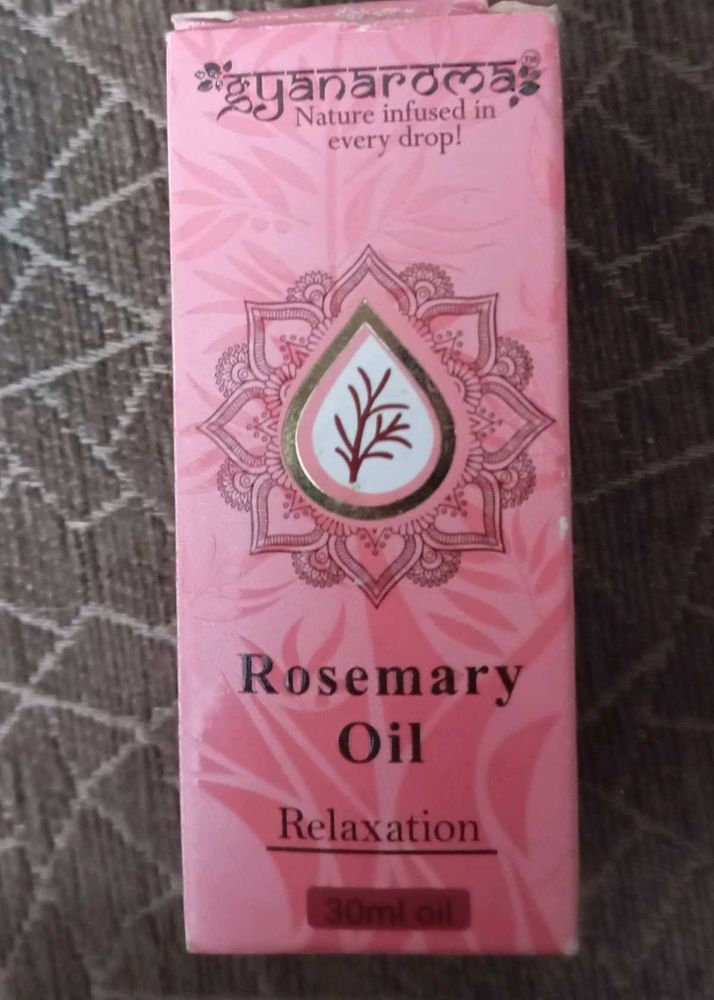 gyanaroma™
Nature infused in
every drop!
Rosemary
Oil
Relaxation
30ml oil